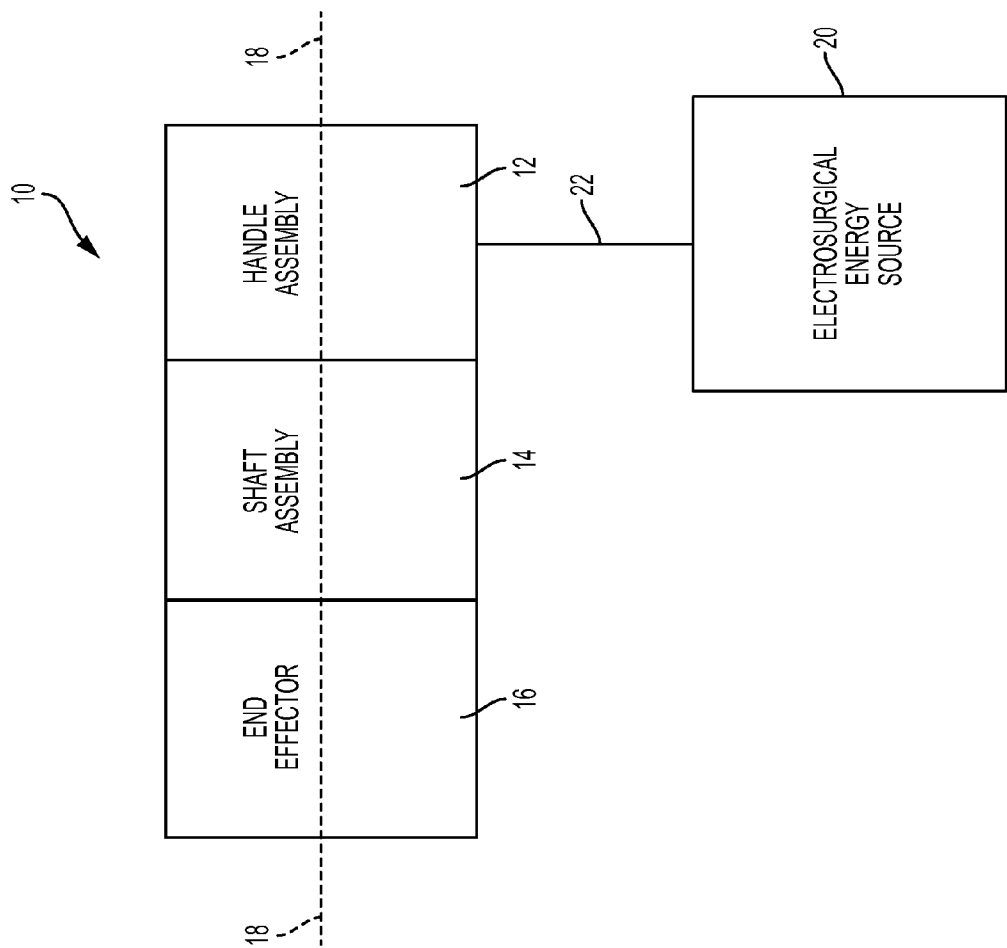 10
18
18
HANDLE
ASSEMBLY
12
SHAFT
ASSEMBLY
14
END
EFFECTOR
16
22
ELECTROSURGICAL
ENERGY
SOURCE
20